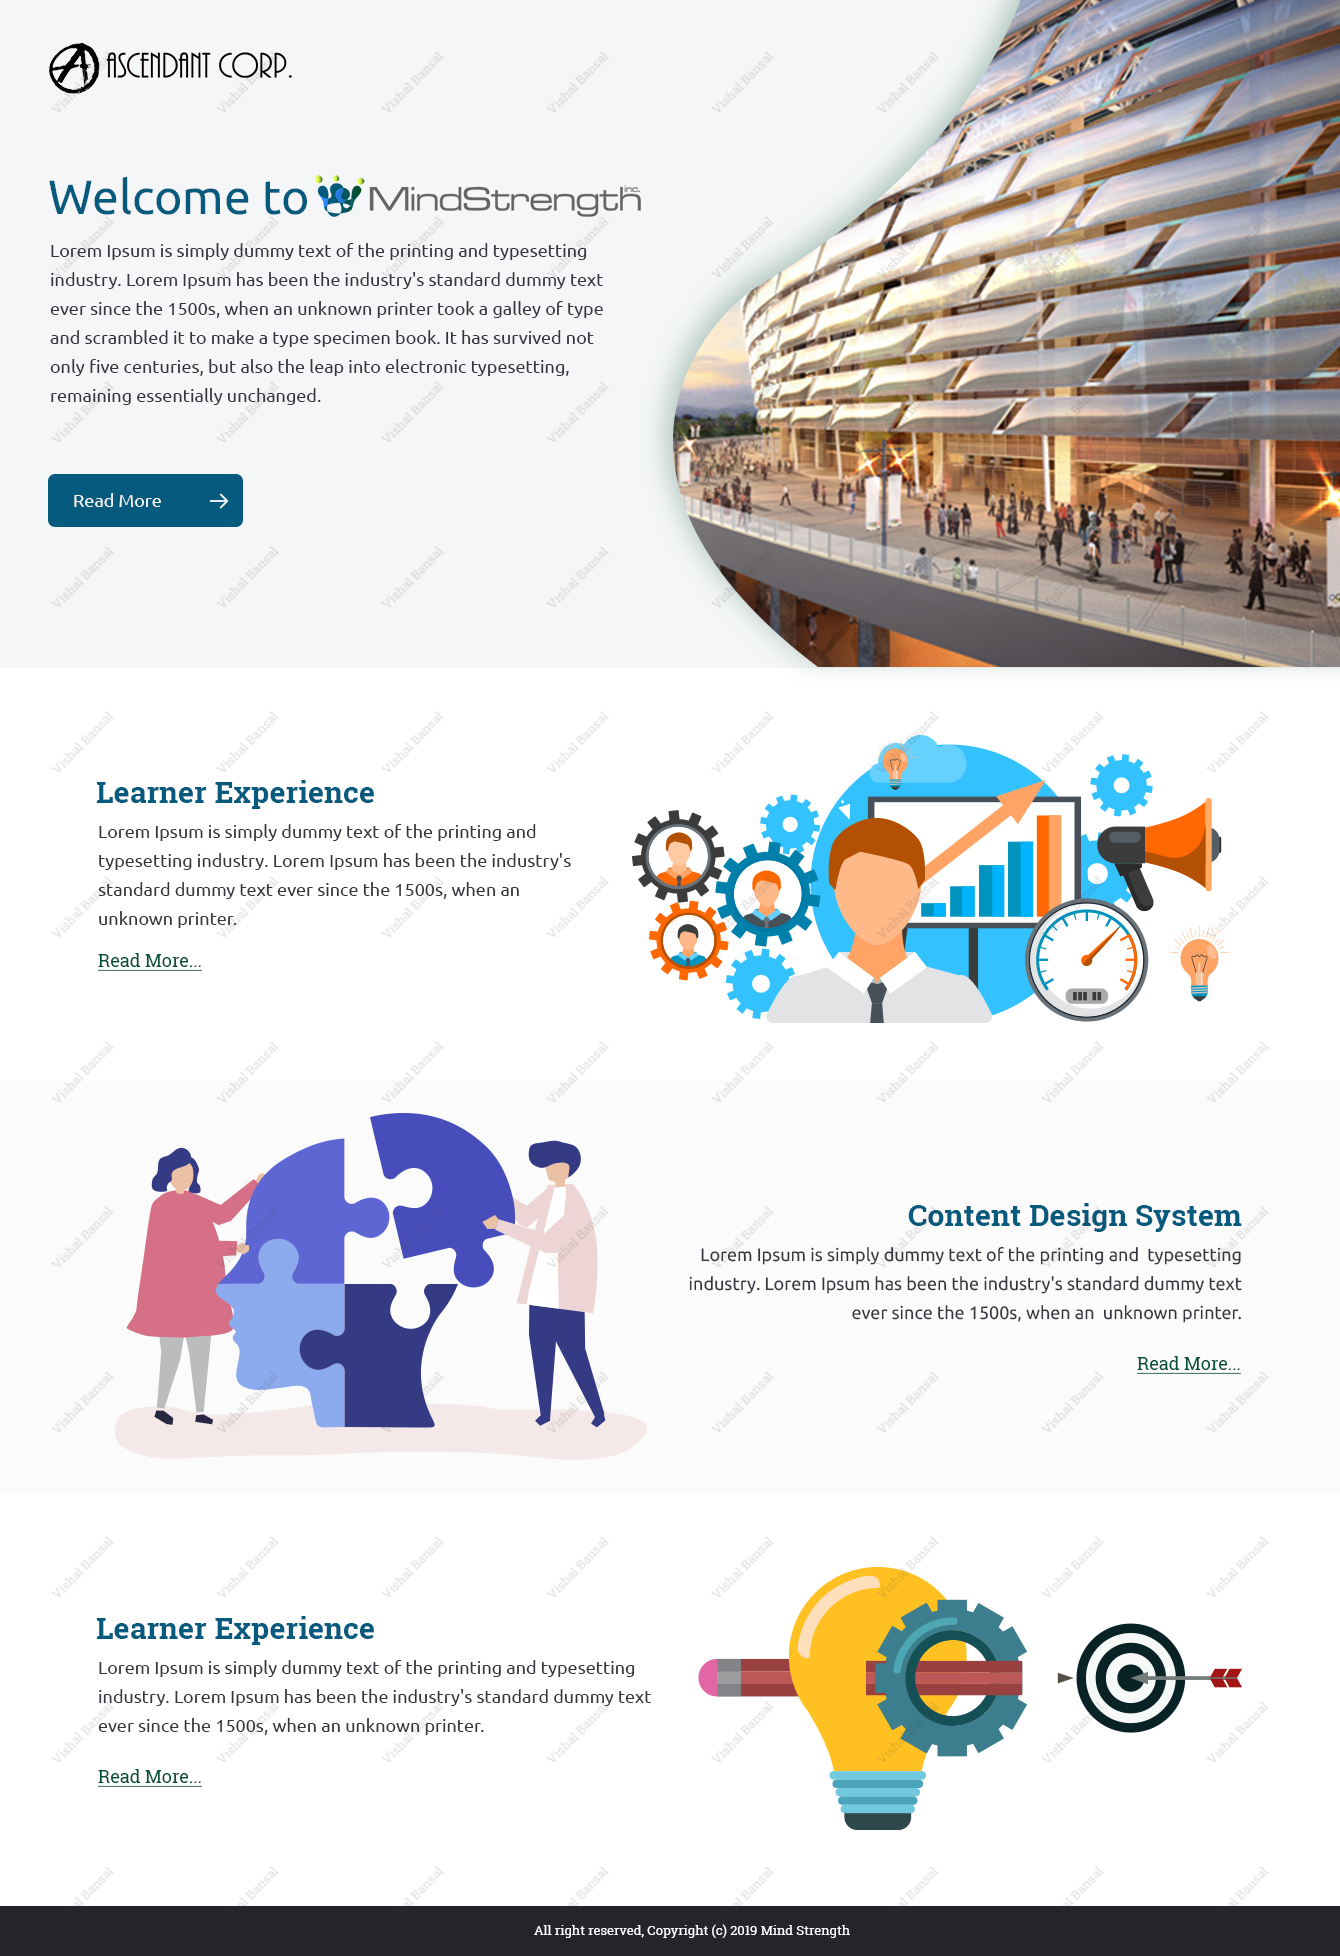 ASCENDANT CORP.
Welcome to MindStrength inc.
Lorem Ipsum is simply dummy text of the printing and typesetting
industry. Lorem Ipsum has been the industry's standard dummy text
ever since the 1500s, when an unknown printer took a galley of type
and scrambled it to make a type specimen book. It has survived not
only five centuries, but also the leap into electronic typesetting,
remaining essentially unchanged.
Read More
Learner Experience
Lorem Ipsum is simply dummy text of the printing and
typesetting industry. Lorem Ipsum has been the industry's
standard dummy text ever since the 1500s, when an
unknown printer.
Read More...
Content Design System
Lorem Ipsum is simply dummy text of the printing and typesetting
industry. Lorem Ipsum has been the industry's standard dummy text
ever since the 1500s, when an unknown printer.
Read More...
Learner Experience
Lorem Ipsum is simply dummy text of the printing and typesetting
industry. Lorem Ipsum has been the industry's standard dummy text
ever since the 1500s, when an unknown printer.
Read More...
All right reserved, Copyright (c) 2019 Mind Strength
Vishal Bansal